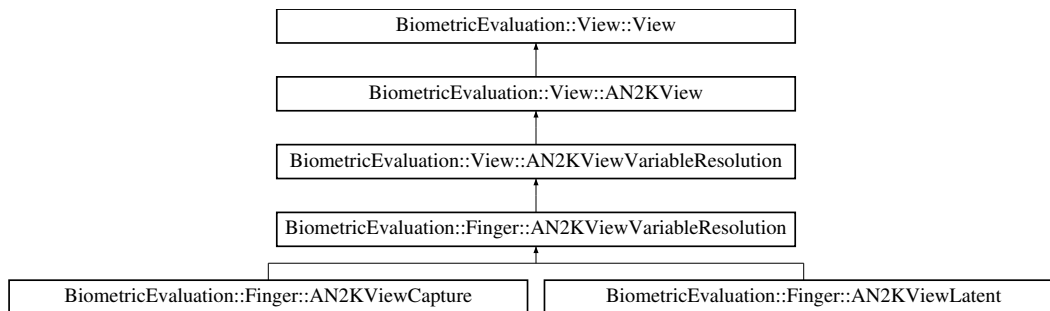 BiometricEvaluation::View::View
BiometricEvaluation::View::AN2KView
BiometricEvaluation::View::AN2KViewVariableResolution
BiometricEvaluation::Finger::AN2KViewVariableResolution
BiometricEvaluation::Finger::AN2KViewCapture
BiometricEvaluation::Finger::AN2KViewLatent